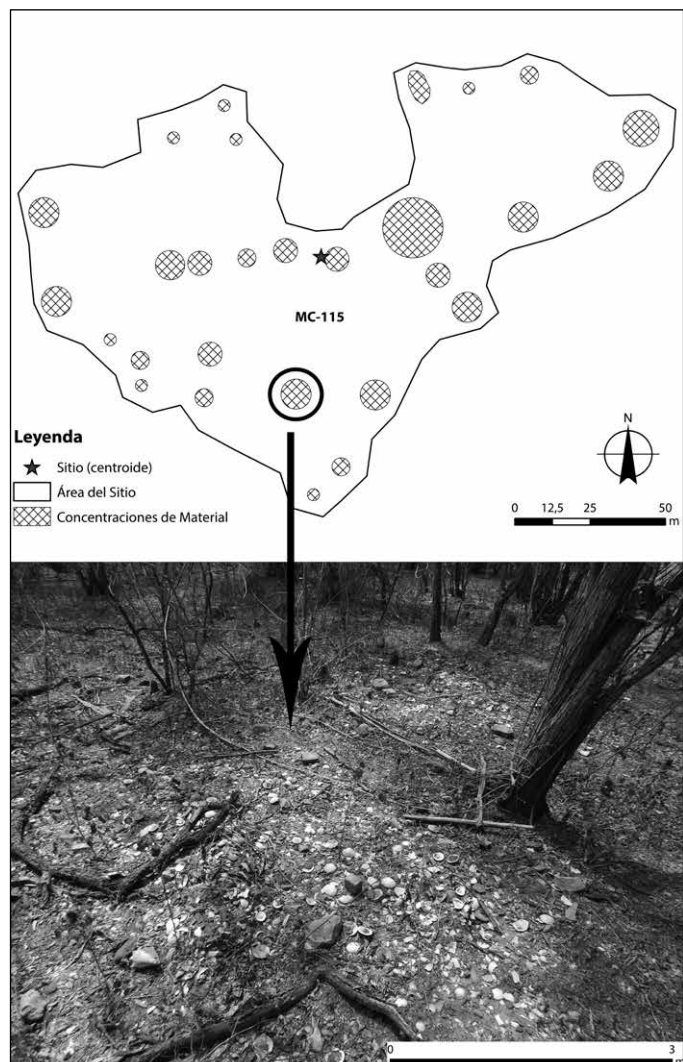 MC-115
Leyenda
Sitio (centroide)
Área del Sitio
Concentraciones de Material
N
0 12,5 25 50
m
0 3
m